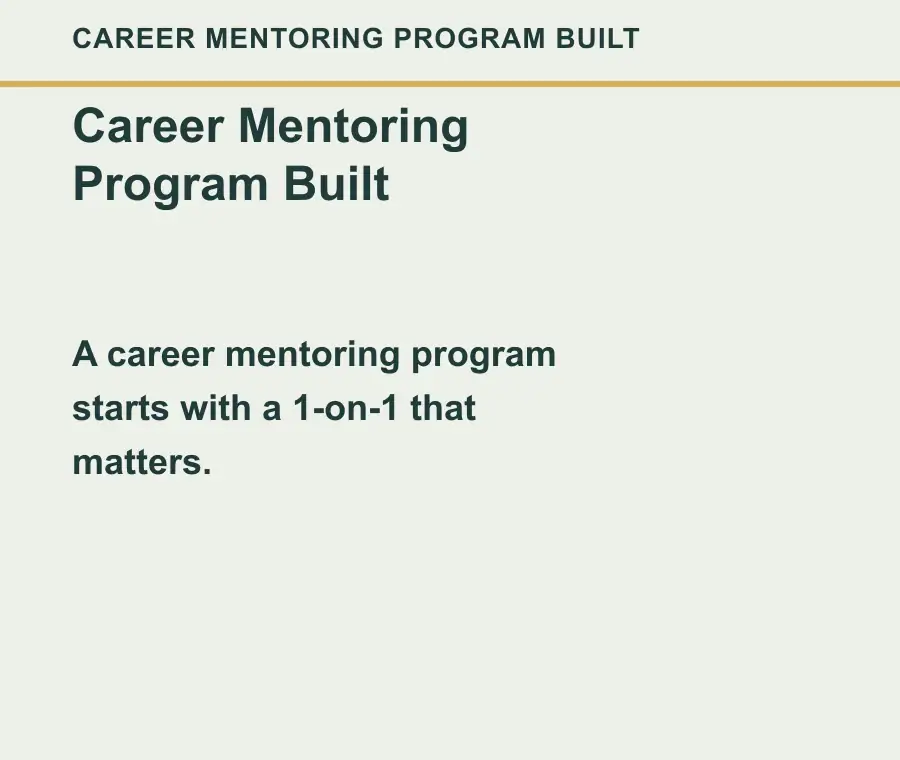 CAREER MENTORING PROGRAM BUILT
Career Mentoring
Program Built
A career mentoring program
starts with a 1-on-1 that
matters.